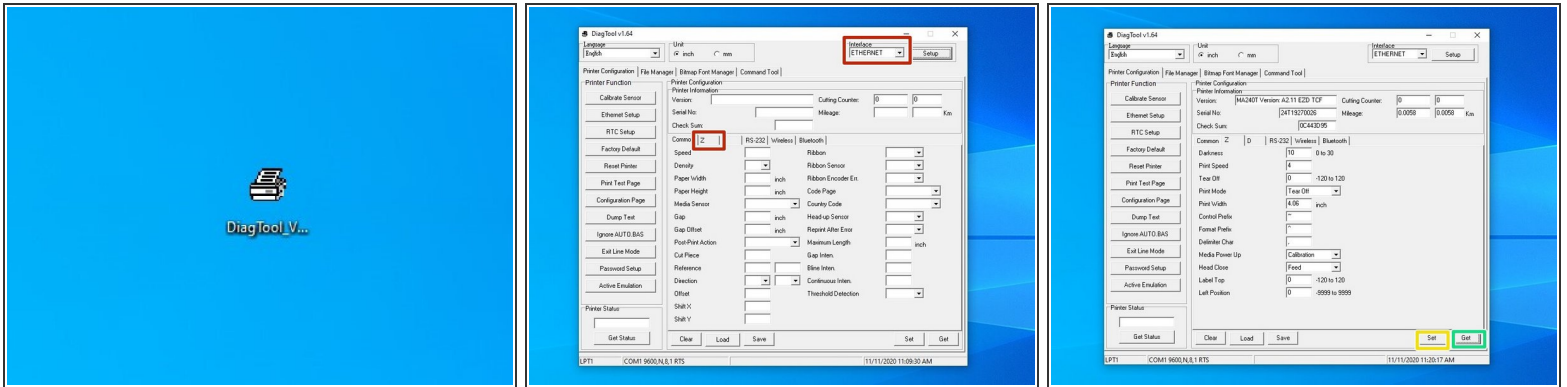 DiagTool_V...
DiagTool v1.64
Language
English
Unit
inch
mm
Interface
ETHERNET
Setup
Printer Configuration
File Manager
Bitmap Font Manager
Command Tool
Printer Function
Calibrate Sensor
Ethernet Setup
RTC Setup
Factory Default
Reset Printer
Print Test Page
Configuration Page
Dump Text
Ignore AUTO.BAS
Exit Line Mode
Password Setup
Active Emulation
Printer Status
Get Status
Printer Configuration
Printer Information
Version:
Cutting Counter:
0
0
Serial No:
Mileage:
Km
Check Sum:
Commo
Z
RS-232
Wireless
Bluetooth
Speed
Ribbon
Density
Ribbon Sensor
Paper Width
inch
Ribbon Encoder Err.
Paper Height
inch
Code Page
Media Sensor
Country Code
Gap
inch
Head-up Sensor
Gap Offset
inch
Reprint After Error
Post-Print Action
Maximum Length
inch
Cut Piece
Gap Inten.
Reference
Bline Inten.
Direction
Continuous Inten.
Offset
Threshold Detection
Shift X
Shift Y
Clear
Load
Save
Set
Get
LPT1
COM1 9600,N,8,1 RTS
11/11/2020 11:09:30 AM
DiagTool v1.64
Language
English
Unit
inch
mm
Interface
ETHERNET
Setup
Printer Configuration
File Manager
Bitmap Font Manager
Command Tool
Printer Function
Calibrate Sensor
Ethernet Setup
RTC Setup
Factory Default
Reset Printer
Print Test Page
Configuration Page
Dump Text
Ignore AUTO.BAS
Exit Line Mode
Password Setup
Active Emulation
Printer Status
Get Status
Printer Configuration
Printer Information
Version:
MA240T Version: A2.11 EZD TCF
Cutting Counter:
0
0
Serial No:
24T19270026
Mileage:
0.0058
0.0058
Km
Check Sum:
0C443D95
Common
Z
D
RS-232
Wireless
Bluetooth
Darkness
10
0 to 30
Print Speed
4
Tear Off
0
-120 to 120
Print Mode
Tear Off
Print Width
4.06
inch
Control Prefix
~
Format Prefix
^
Delimiter Char
,
Media Power Up
Calibration
Head Close
Feed
Label Top
0
-120 to 120
Left Position
0
-9999 to 9999
Clear
Load
Save
Set
Get
LPT1
COM1 9600,N,8,1 RTS
11/11/2020 11:20:17 AM